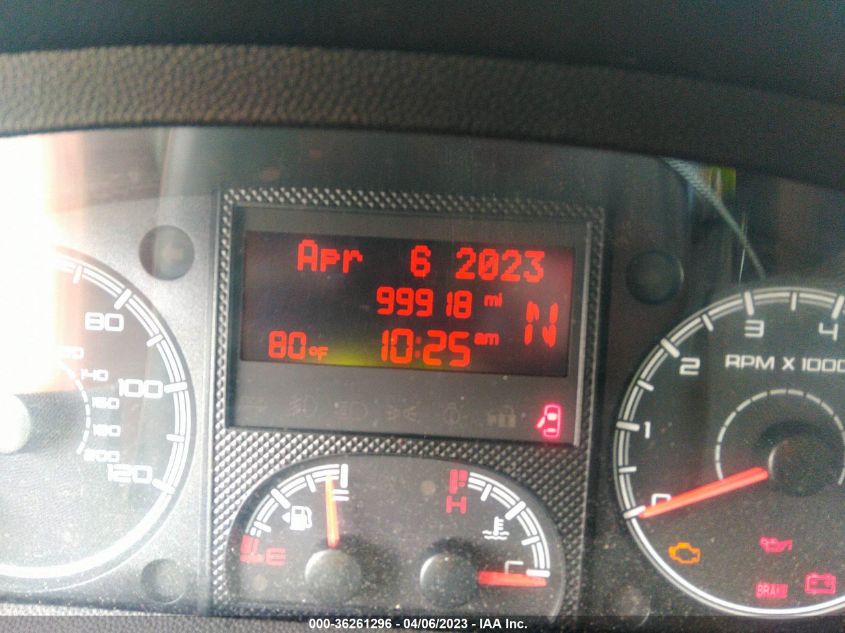 Apr 6 2023
99918 mi
N
80°F 10:25 am
80
100
120
140
160
180
200
E
H
C
0
1
2
3
4
RPM X 1000
BRAKE
000-36261296 - 04/06/2023 - IAA Inc.